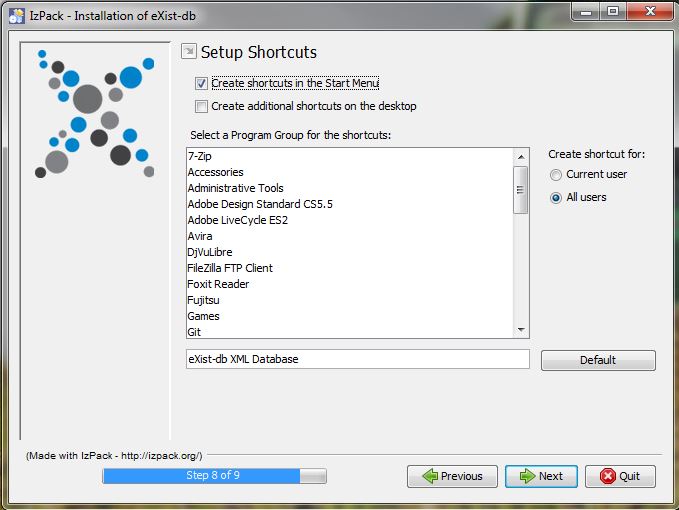 IzPack - Installation of eXist-db
Setup Shortcuts
Create shortcuts in the Start Menu
Create additional shortcuts on the desktop
Select a Program Group for the shortcuts:
7-Zip
Accessories
Administrative Tools
Adobe Design Standard CS5.5
Adobe LiveCycle ES2
Avira
DjVuLibre
FileZilla FTP Client
Foxit Reader
Fujitsu
Games
Git
Create shortcut for:
Current user
All users
eXist-db XML Database
Default
(Made with IzPack - http://izpack.org/)
Step 8 of 9
Previous
Next
Quit